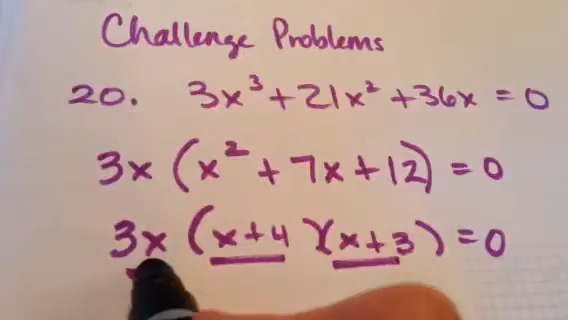 Challenge Problems
20. 3x³+21x²+36x=0
3x(x²+7x+12)=0
3x(x+4)(x+3)=0